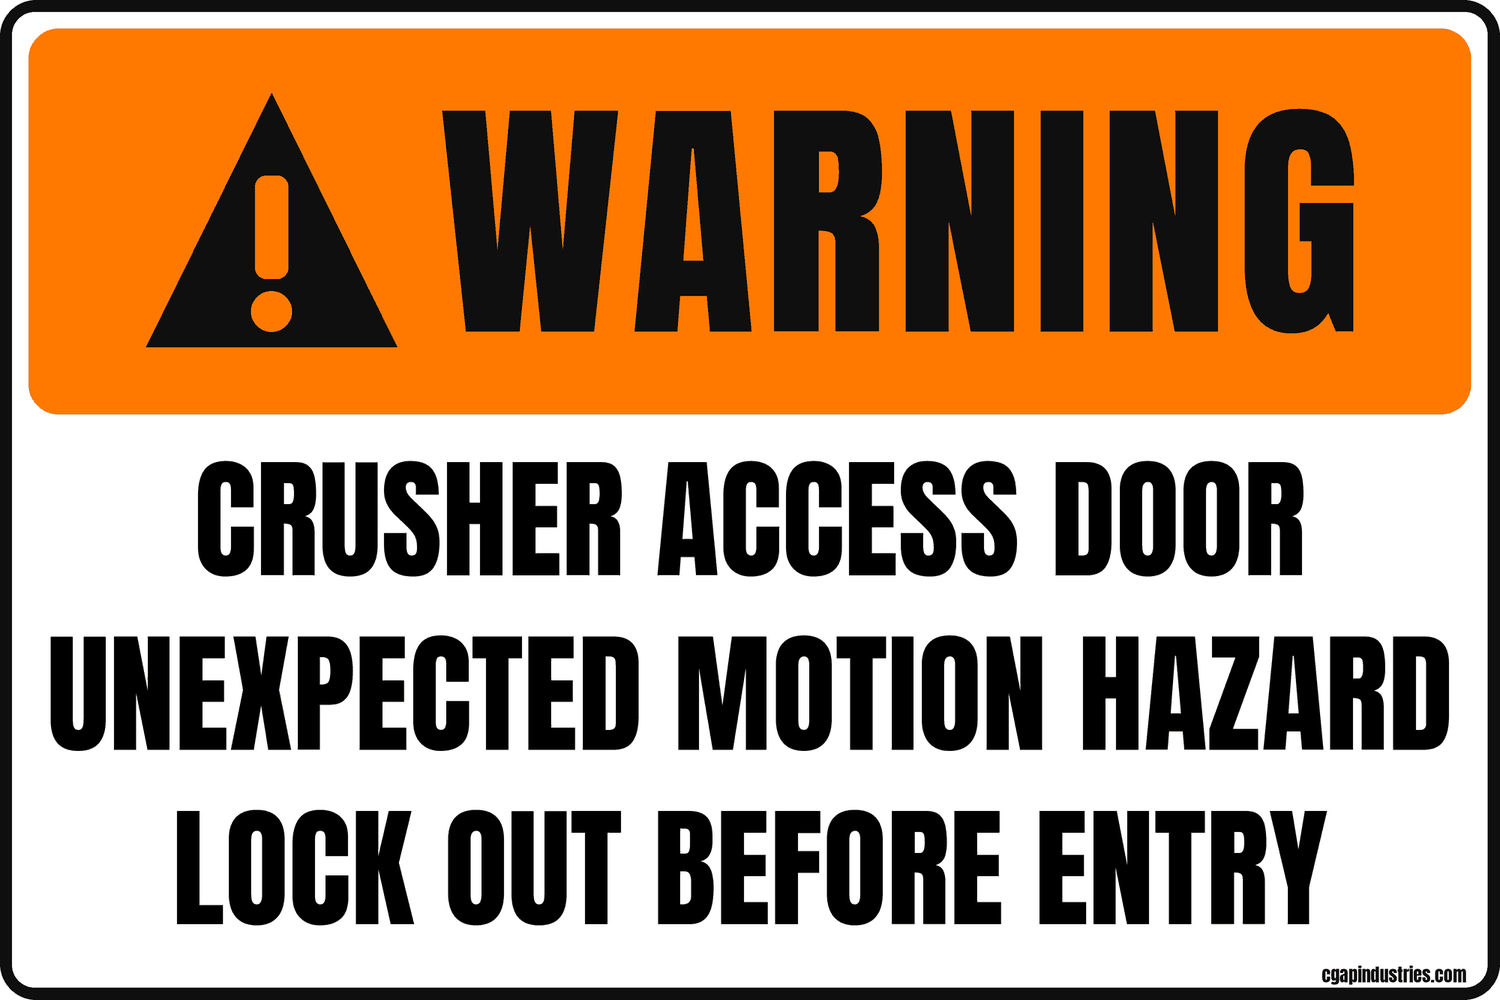 WARNING
CRUSHER ACCESS DOOR
UNEXPECTED MOTION HAZARD
LOCK OUT BEFORE ENTRY
cgapindustries.com